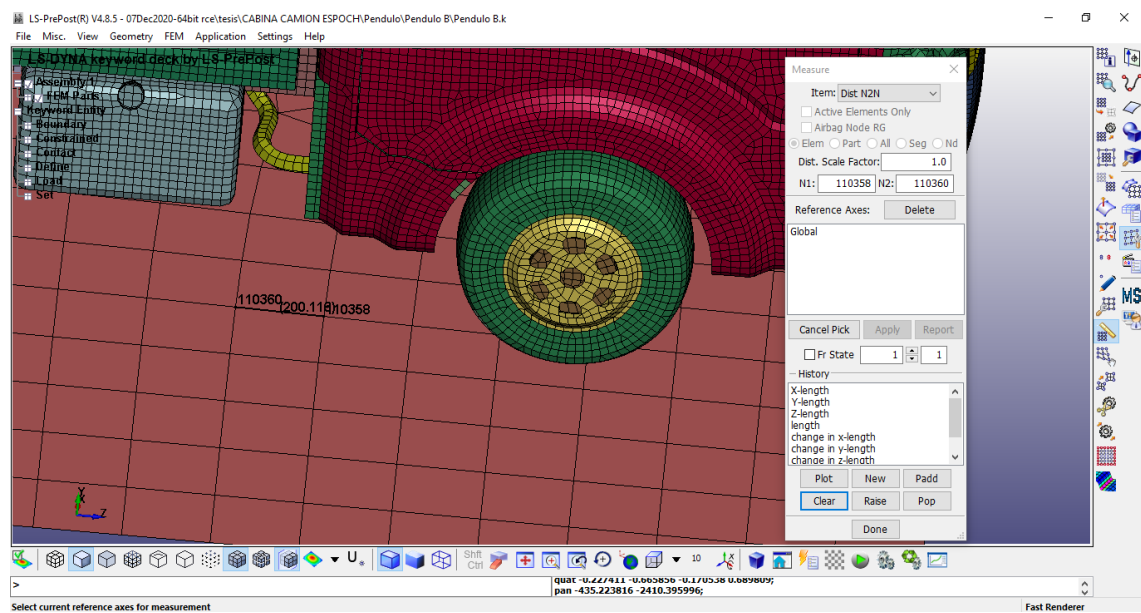 LS-PrePost(R) V4.8.5 - 07Dec2020-64bit rce/tesis\CABINA CAMION ESPOCH\Pendulo\Pendulo B\Pendulo B.k
File Misc. View Geometry FEM Application Settings Help
LS-DYNA keyword deck by LS-PrePost
Assembly 1
FEM Parts
Keyword Entity
Boundary
Constrained
Contact
Define
Load
Set
110360
(200.116)
110358
Y
Z
Measure
Item: Dist N2N
Active Elements Only
Airbag Node RG
Elem Part All Seg Nd
Dist. Scale Factor: 1.0
N1: 110358 N2: 110360
Reference Axes: Delete
Global
Cancel Pick Apply Report
Fr State 1 1
History
X-length
Y-length
Z-length
length
change in x-length
change in y-length
change in z-length
Plot New Padd
Clear Raise Pop
Done
MS
Shft
Ctrl
10
>
quat -0.227411 -0.665856 -0.170538 0.689809;
pan -435.223816 -2410.395996;
Select current reference axes for measurement
Fast Renderer